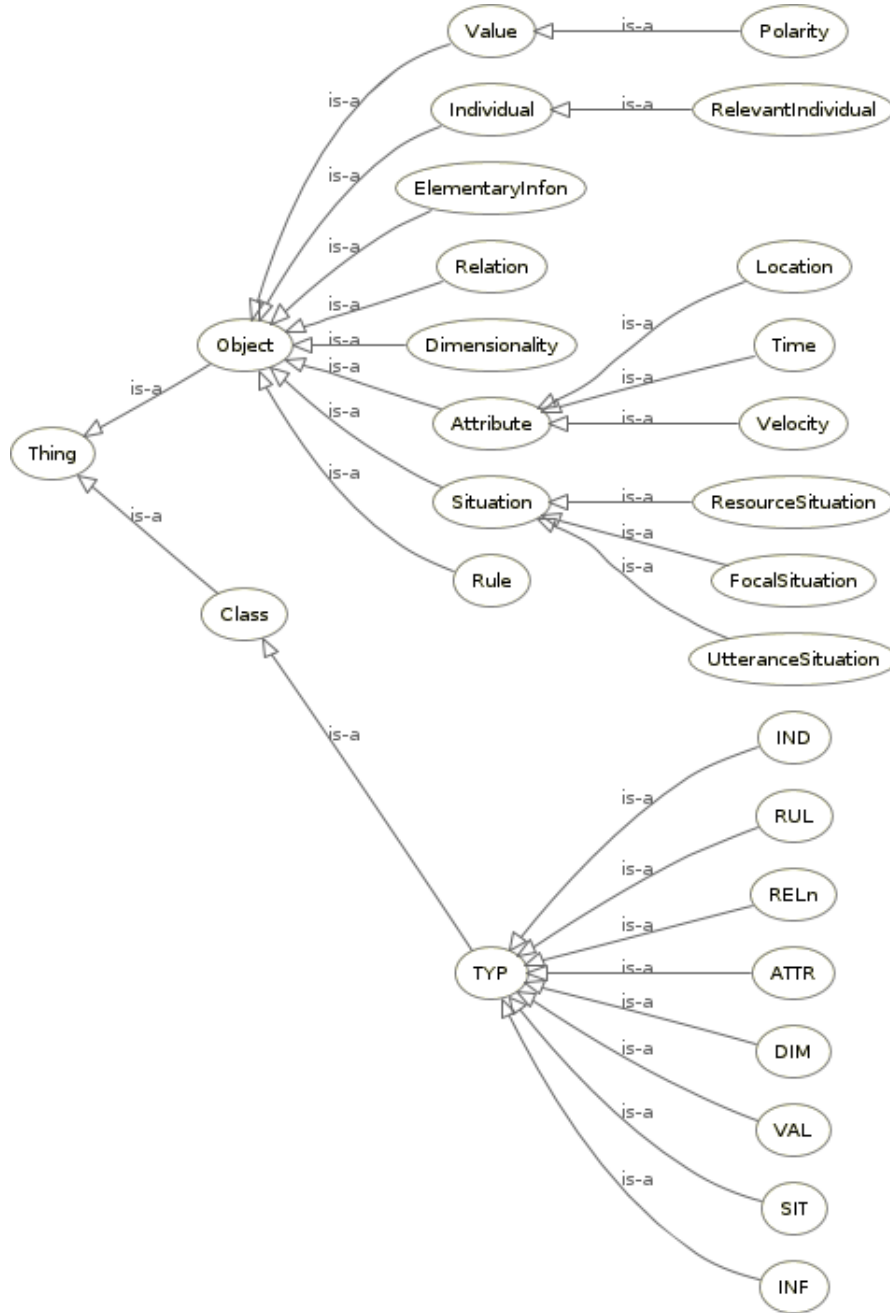 Value
is-a
Polarity
is-a
Individual
is-a
RelevantIndividual
is-a
ElementaryInfon
is-a
Relation
Location
is-a
is-a
Object
is-a
Dimensionality
Time
is-a
is-a
is-a
Attribute
is-a
Velocity
is-a
Thing
is-a
Situation
is-a
ResourceSituation
is-a
is-a
FocalSituation
Rule
is-a
Class
UtteranceSituation
is-a
IND
is-a
RUL
is-a
RELn
is-a
TYP
is-a
ATTR
is-a
DIM
is-a
VAL
is-a
SIT
is-a
INF